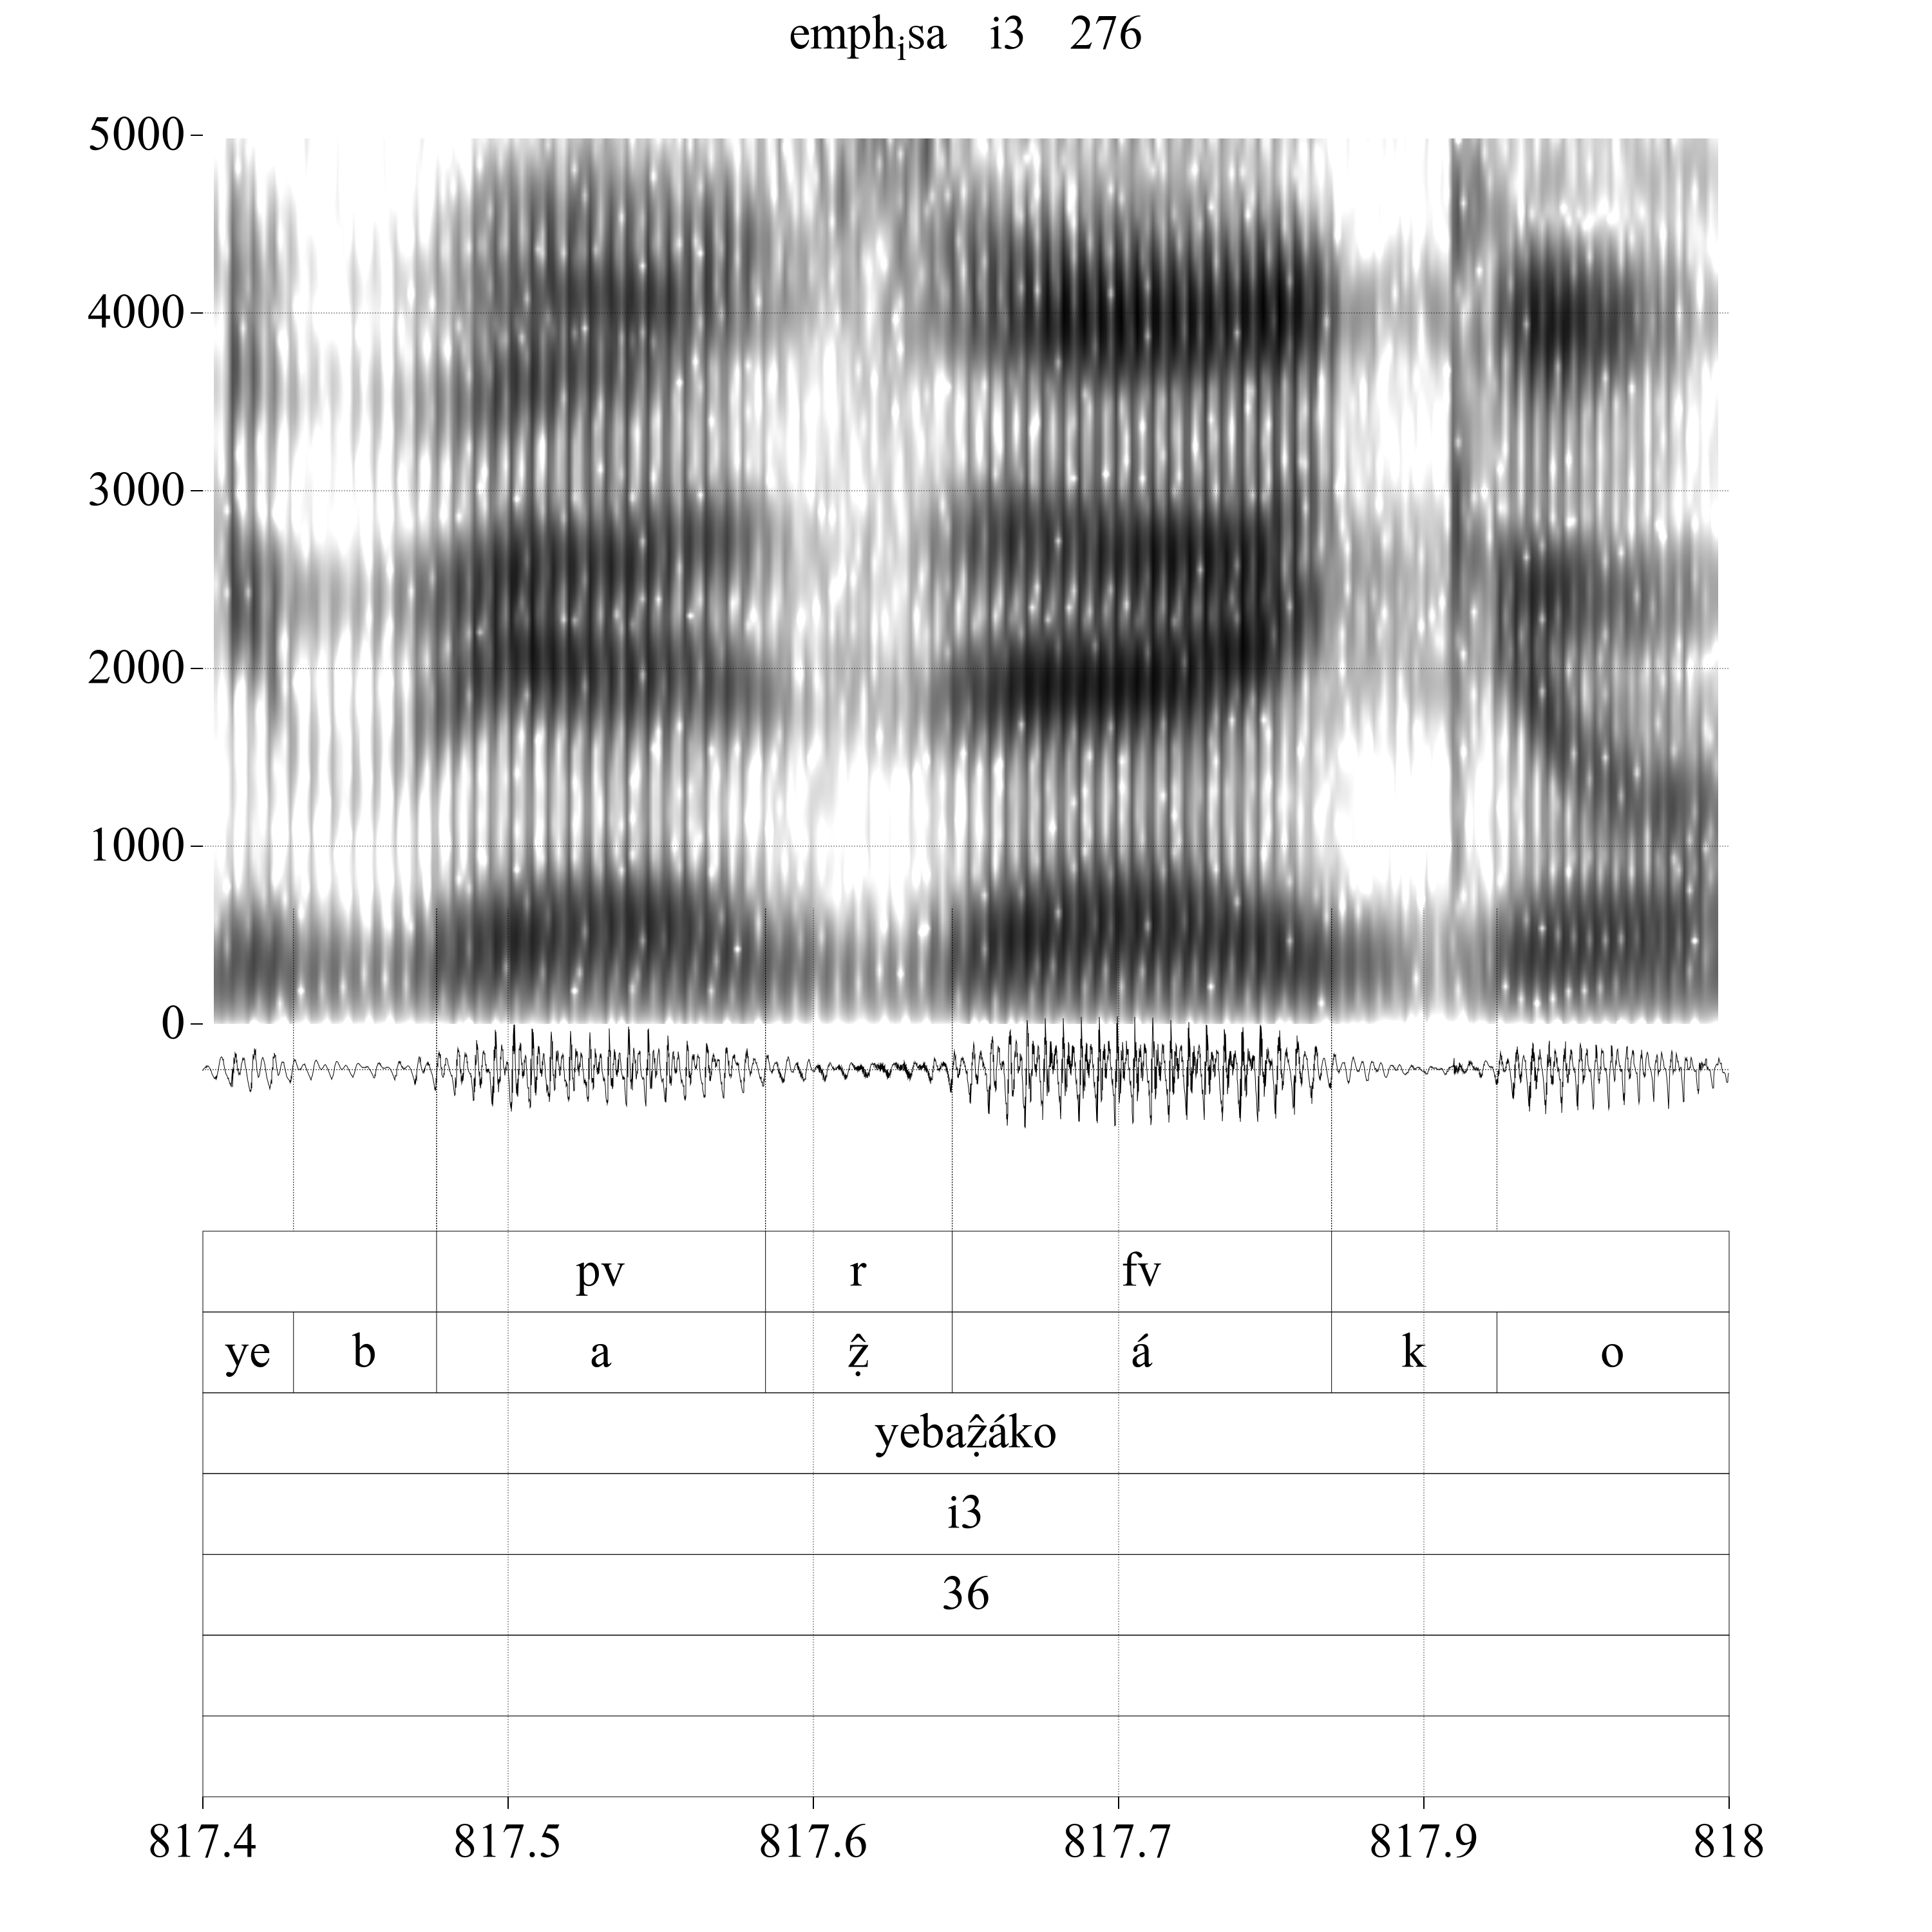 emphᵢsa i3 276
5000
4000
3000
2000
1000
0
pv r fv
ye b a ẓ̂ á k o
yebaẓ̂áko
i3
36
817.4 817.5 817.6 817.7 817.9 818